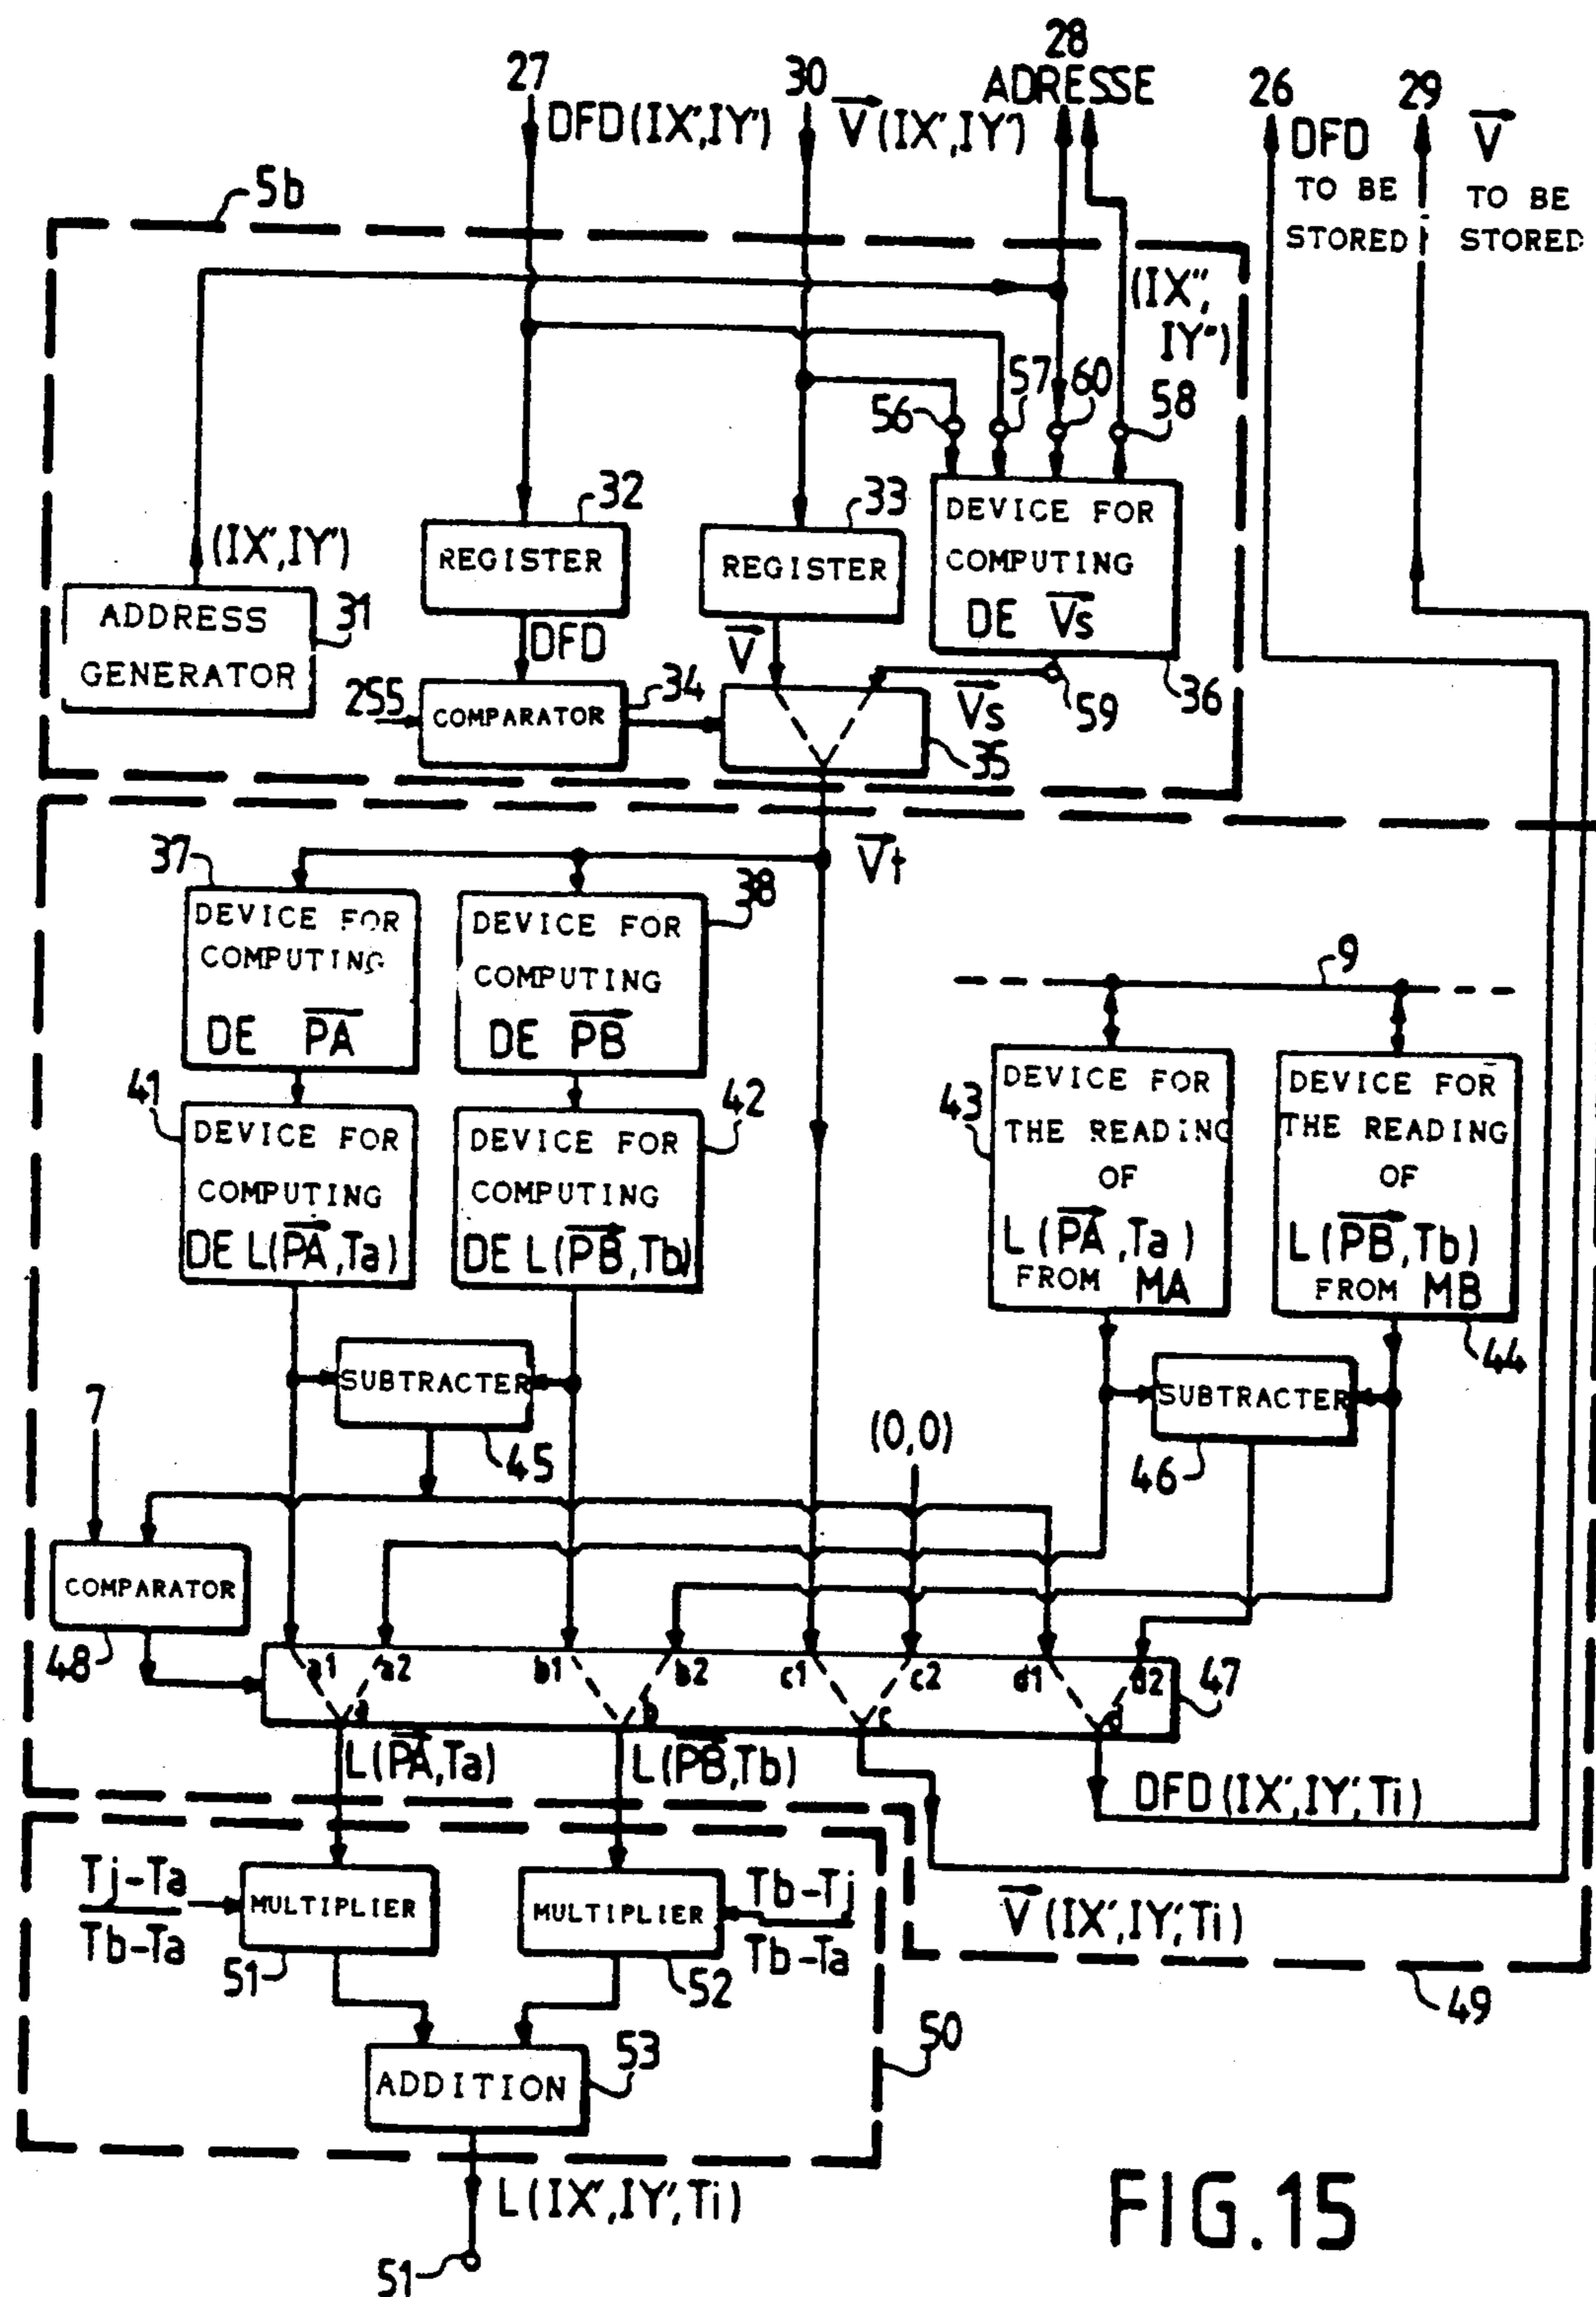 27
30
28
ADRESSE
26
29
DFD(IX',IY')
V(IX',IY')
DFD
TO BE
STORED
V
TO BE
STORED
5b
(IX",
IY")
56
57
60
58
(IX',IY')
32
REGISTER
33
REGISTER
DEVICE FOR
COMPUTING
DE Vs
ADDRESS
GENERATOR
31
DFD
V
255
COMPARATOR
34
Vs
59
36
35
Vt
37
DEVICE FOR
COMPUTING
DE PA
38
DEVICE FOR
COMPUTING
DE PB
9
41
DEVICE FOR
COMPUTING
DE L(PA,Ta)
42
DEVICE FOR
COMPUTING
DE L(PB,Tb)
43
DEVICE FOR
THE READING
OF
L(PA,Ta)
FROM MA
DEVICE FOR
THE READING
OF
L(PB,Tb)
FROM MB
44
SUBTRACTER
45
SUBTRACTER
46
7
(0,0)
COMPARATOR
48
a1 a2 b1 b2 c1 c2 d1 d2
a b c d
47
L(PA,Ta)
L(PB,Tb)
DFD(IX',IY',Ti)
Tj-Ta
Tb-Ta
MULTIPLIER
51
MULTIPLIER
52
Tb-Tj
Tb-Ta
V(IX',IY',Ti)
49
50
ADDITION
53
L(IX',IY',Ti)
51
FIG.15